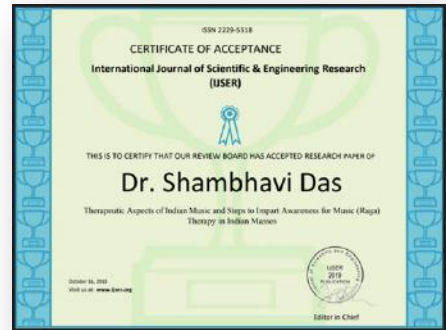 ISSN 2229-5518
CERTIFICATE OF ACCEPTANCE
International Journal of Scientific & Engineering Research
(IJSER)
THIS IS TO CERTIFY THAT OUR REVIEW BOARD HAS ACCEPTED RESEARCH PAPER OF
Dr. Shambhavi Das
Therapeutic Aspects of Indian Music and Steps to Impart Awareness for Music (Raga)
Therapy in Indian Masses
IJSER
2019
PUBLICATION
Visit us at: www.ijser.org
Editor in Chief